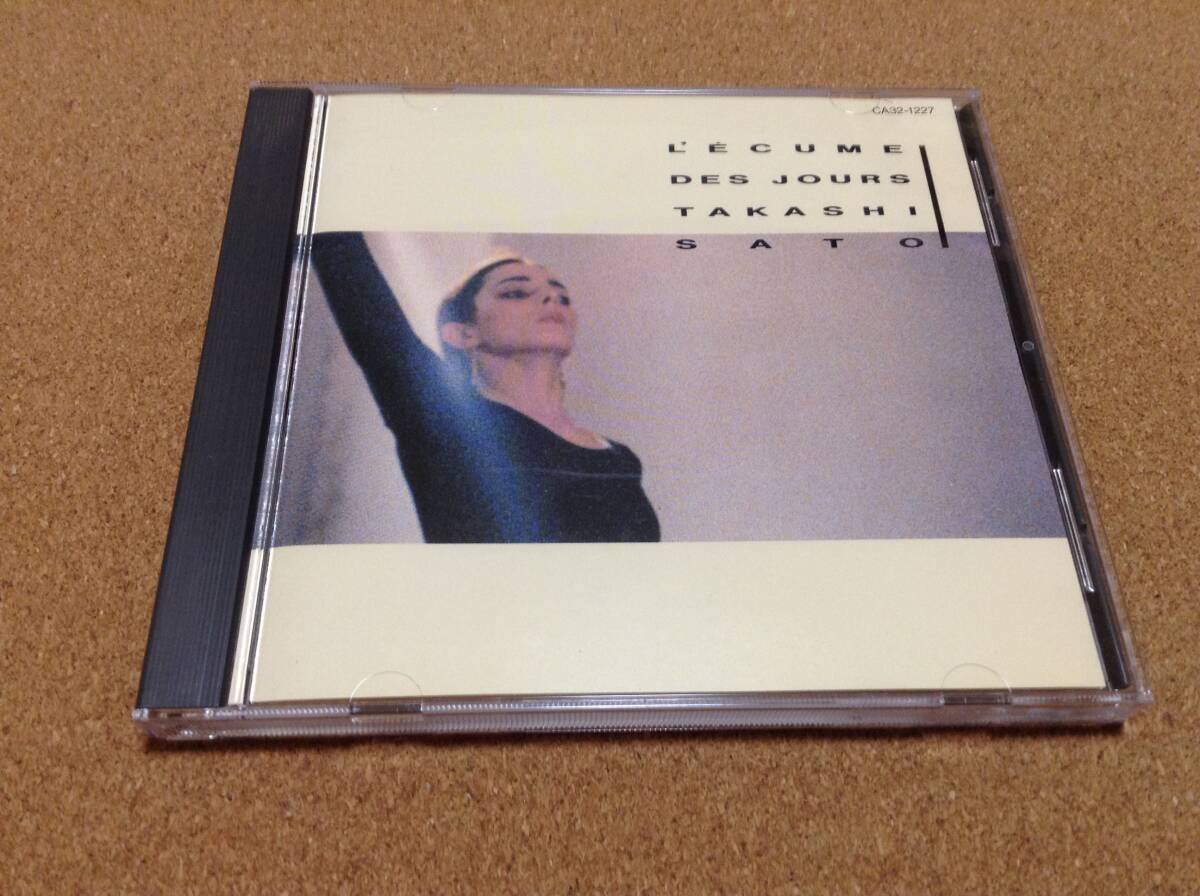 CA32-1227
L'ÉCUME
DES JOURS
TAKASHI
SATO